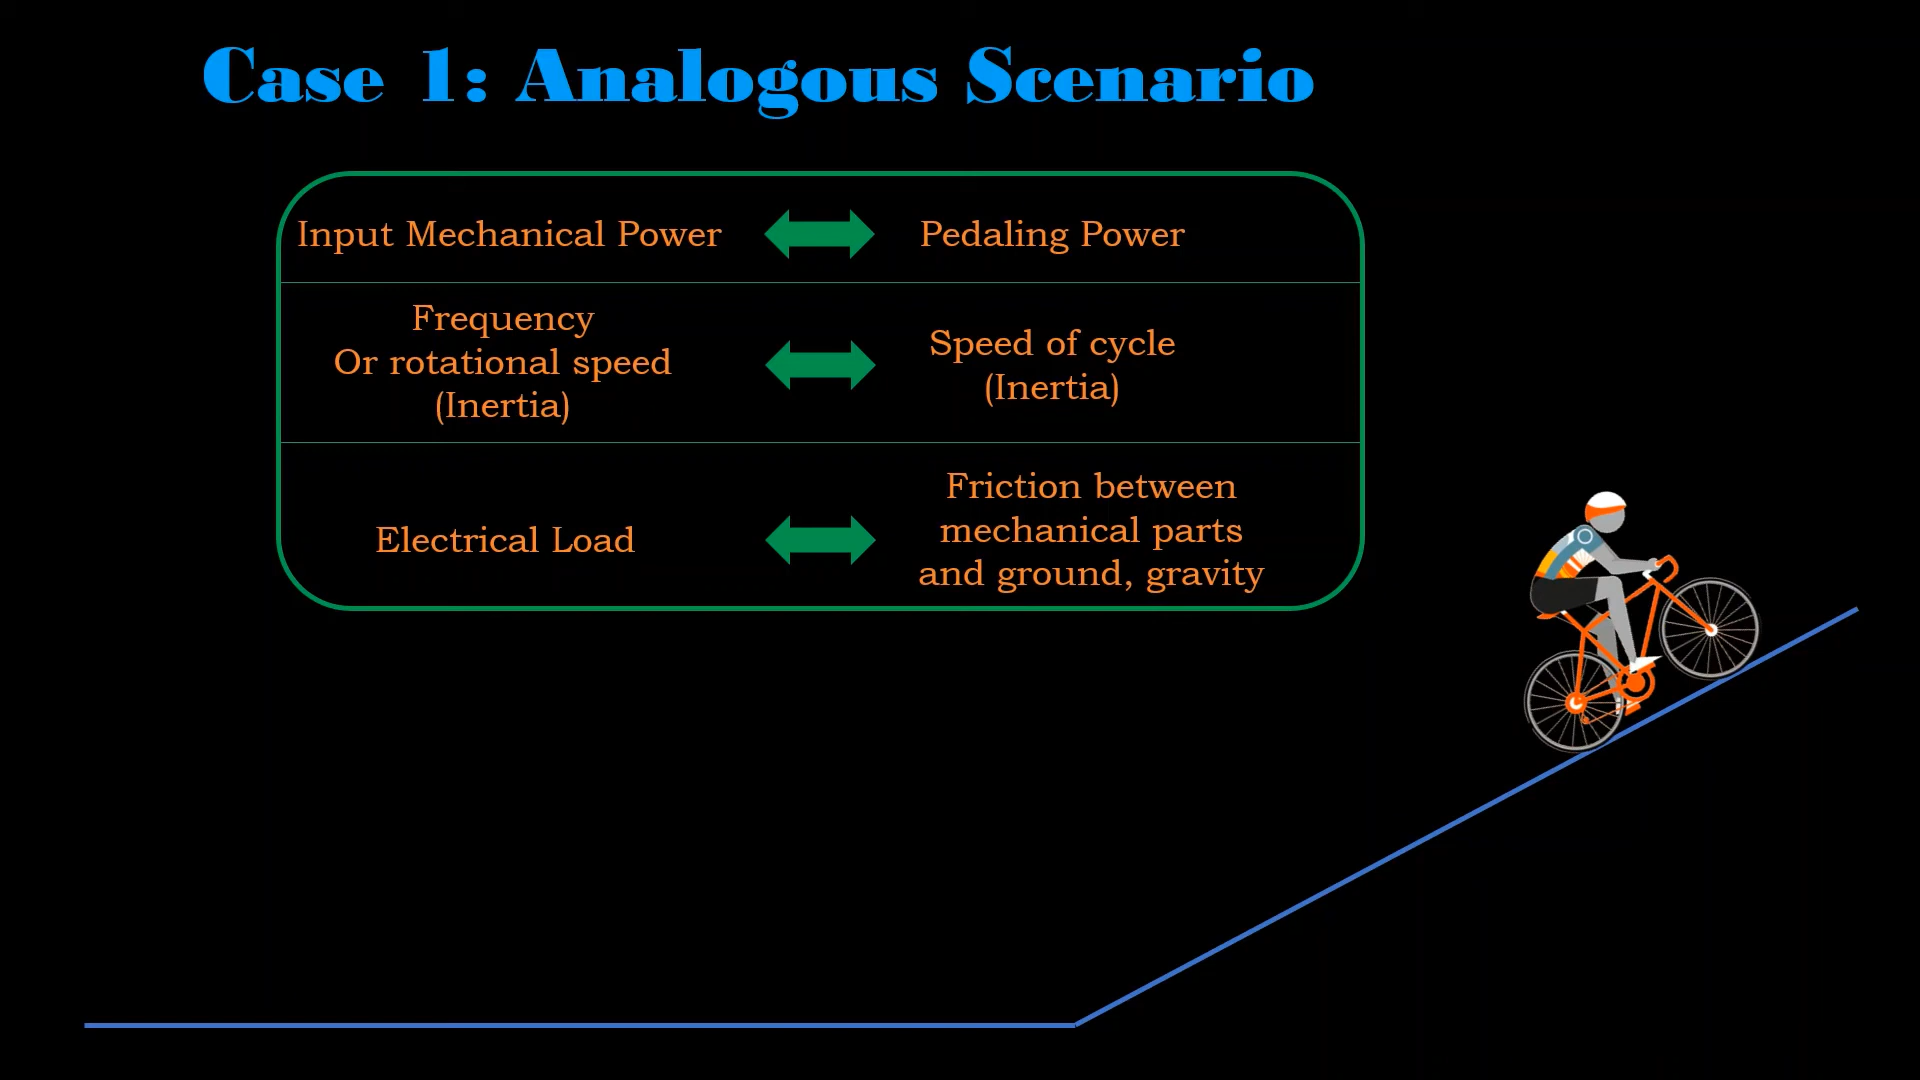 Case 1: Analogous Scenario
Input Mechanical Power
Pedaling Power
Frequency
Or rotational speed
(Inertia)
Speed of cycle
(Inertia)
Electrical Load
Friction between
mechanical parts
and ground, gravity